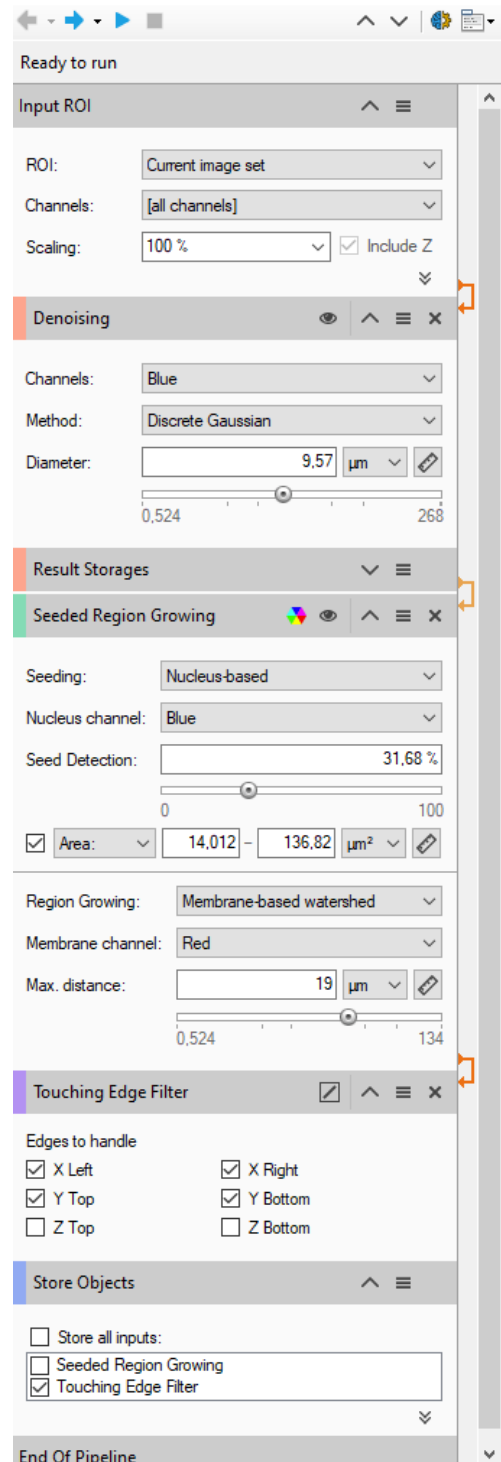 Ready to run
Input ROI
ROI: Current image set
Channels: [all channels]
Scaling: 100 % Include Z
Denoising
Channels: Blue
Method: Discrete Gaussian
Diameter: 9,57 µm
0,524 268
Result Storages
Seeded Region Growing
Seeding: Nucleus-based
Nucleus channel: Blue
Seed Detection: 31,68 %
0 100
Area: 14,012 – 136,82 µm²
Region Growing: Membrane-based watershed
Membrane channel: Red
Max. distance: 19 µm
0,524 134
Touching Edge Filter
Edges to handle
X Left X Right
Y Top Y Bottom
Z Top Z Bottom
Store Objects
Store all inputs:
Seeded Region Growing
Touching Edge Filter
End Of Pipeline